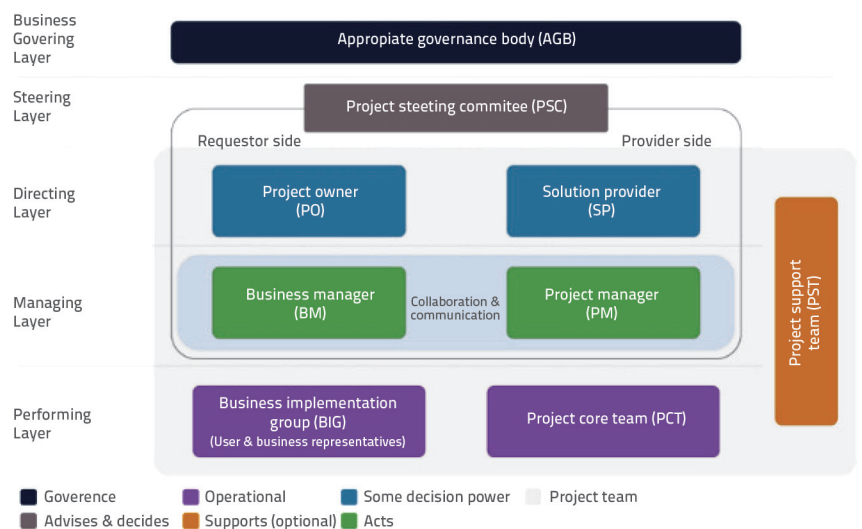 Business
Governing
Layer
Appropiate governance body (AGB)
Steering
Layer
Project steeting commitee (PSC)
Requestor side
Provider side
Directing
Layer
Project owner
(PO)
Solution provider
(SP)
Managing
Layer
Business manager
(BM)
Collaboration &
communication
Project manager
(PM)
Project support
team (PST)
Performing
Layer
Business implementation
group (BIG)
(User & business representatives)
Project core team (PCT)
Goverence
Operational
Some decision power
Project team
Advises & decides
Supports (optional)
Acts